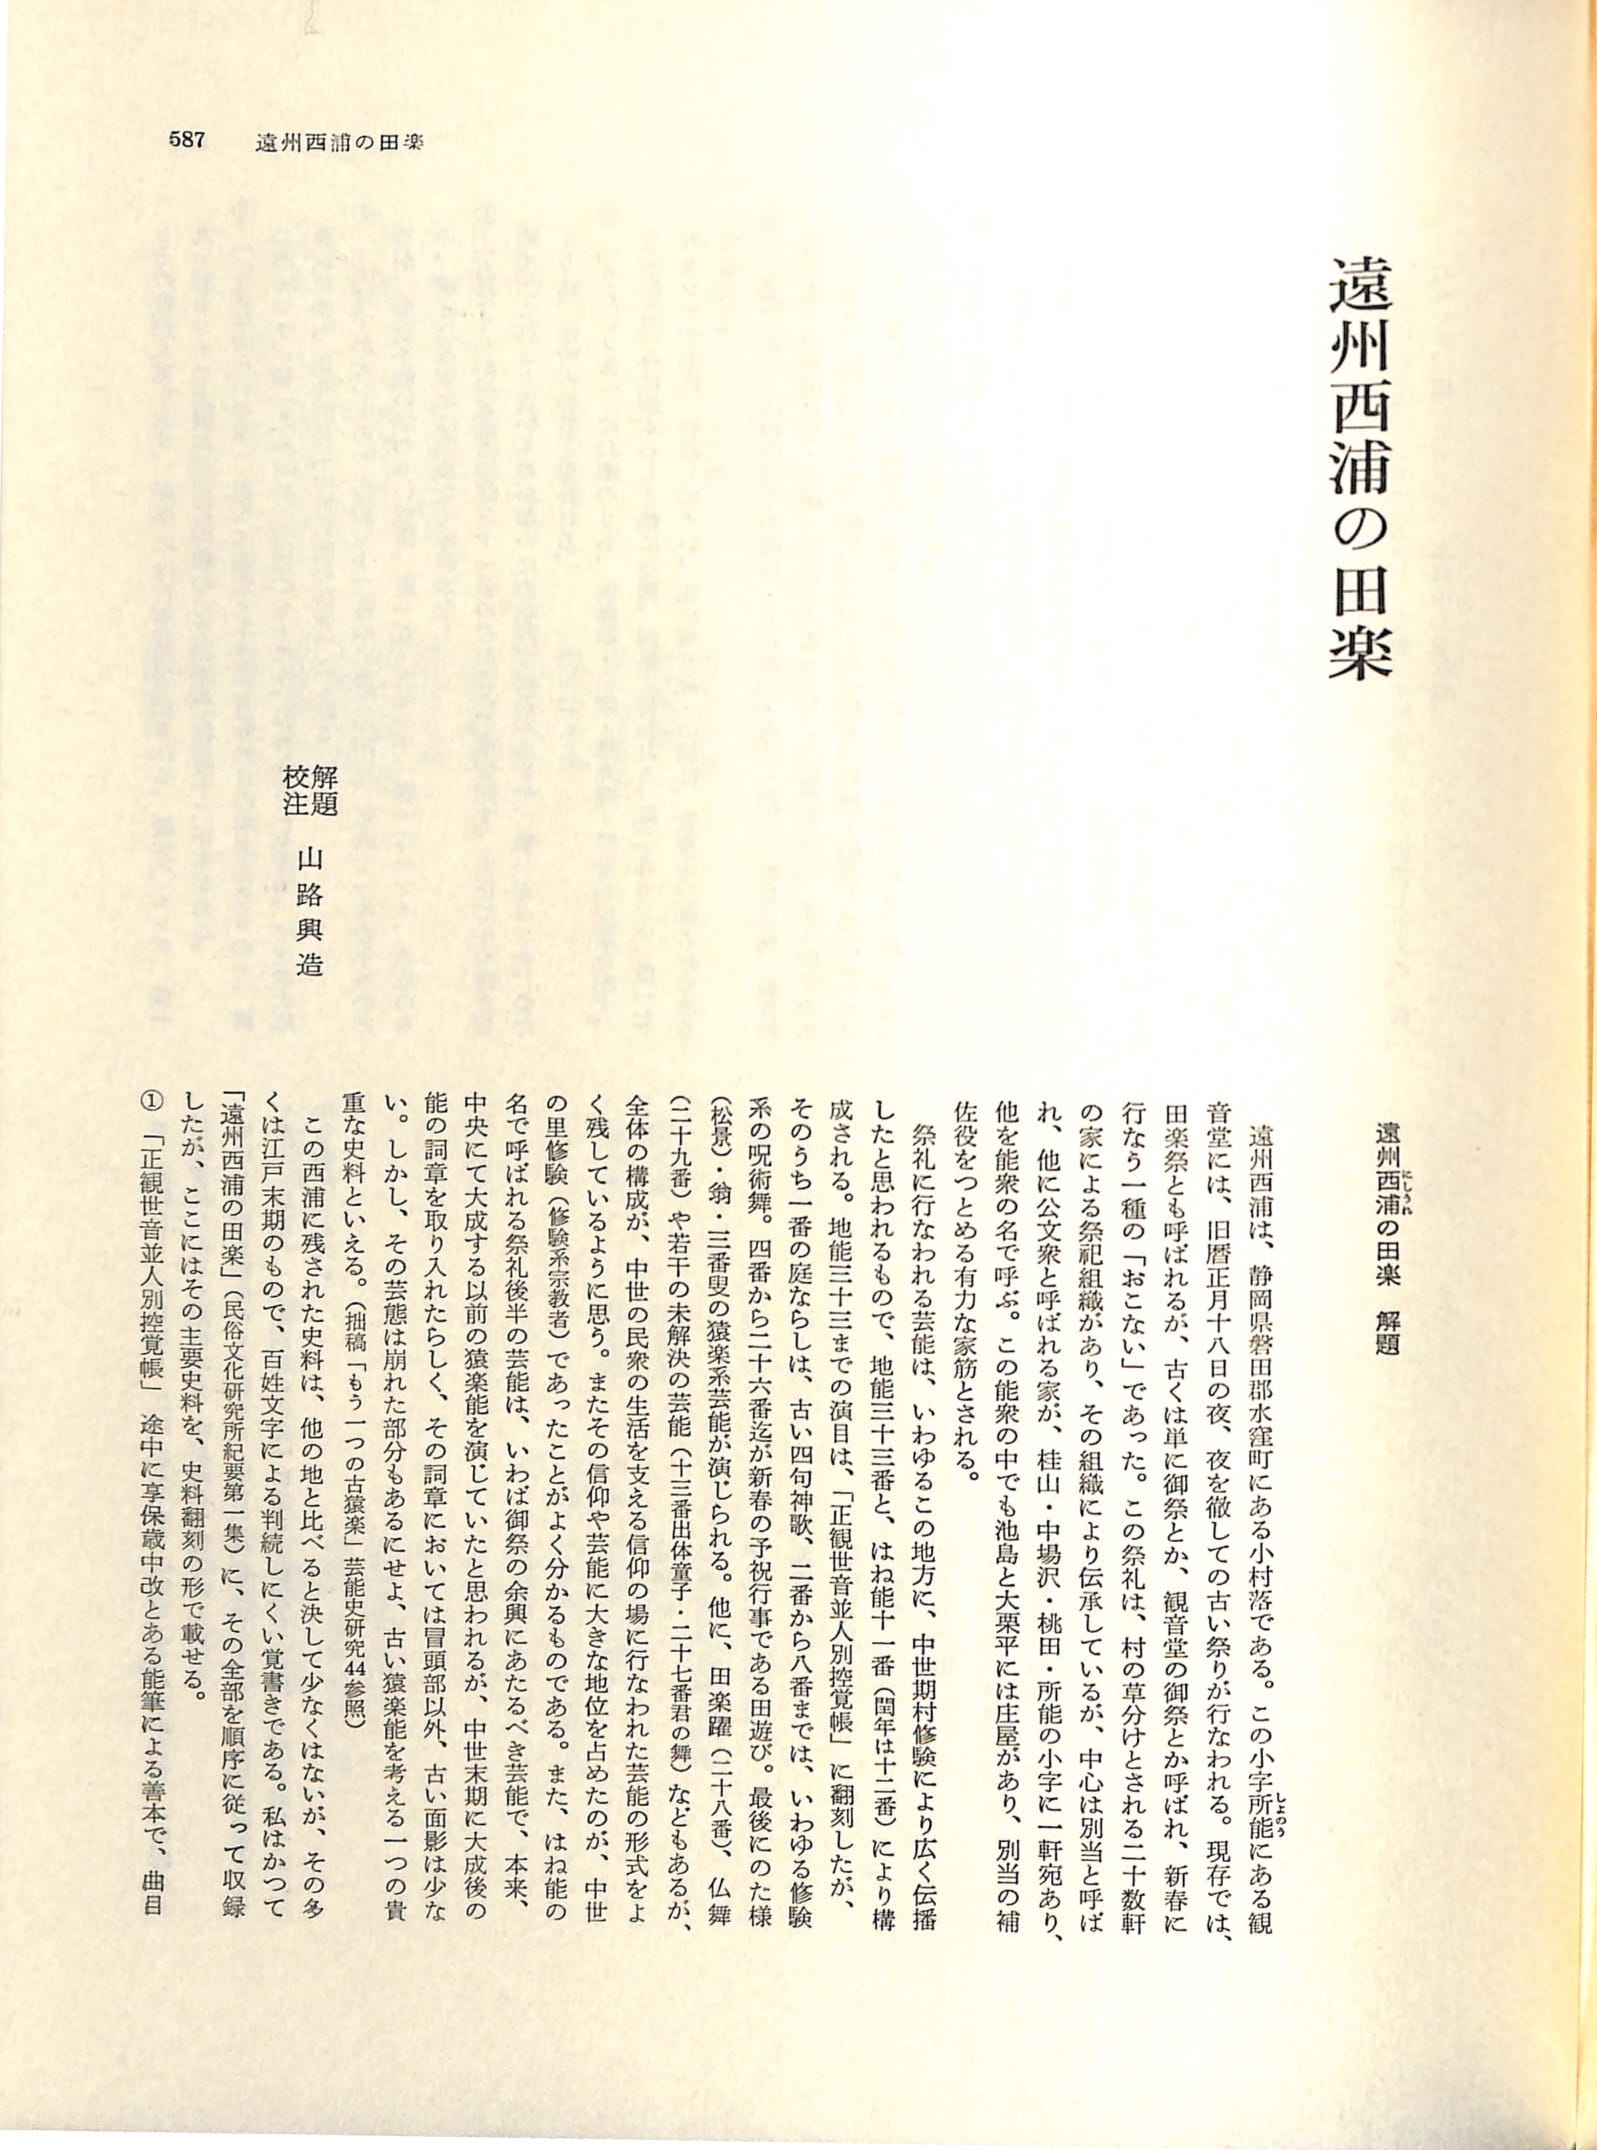 587　遠州西浦の田楽
遠州西浦の田楽
解題
校注
山路興造
遠州西浦の田楽　解題
にしうれ
遠州西浦は、静岡県磐田郡水窪町にある小村落である。この小字所能にある観
しょのう
音堂には、旧暦正月十八日の夜、夜を徹しての古い祭りが行なわれる。現存では、
田楽祭とも呼ばれるが、古くは単に御祭とか、観音堂の御祭とか呼ばれ、新春に
行なう一種の「おこない」であった。この祭礼は、村の草分けとされる二十数軒
の家による祭祀組織があり、その組織により伝承しているが、中心は別当と呼ば
れ、他に公文衆と呼ばれる家が、桂山・中場沢・桃田・所能の小字に一軒宛あり、
他を能衆の名で呼ぶ。この能衆の中でも池島と大栗平には庄屋があり、別当の補
佐役をつとめる有力な家筋とされる。
祭礼に行なわれる芸能は、いわゆるこの地方に、中世期村修験により広く伝播
したと思われるもので、地能三十三番と、はね能十一番（閏年は十二番）により構
成される。地能三十三までの演目は、「正観世音並人別控覚帳」に翻刻したが、
そのうち一番の庭ならしは、古い四句神歌、二番から八番までは、いわゆる修験
系の呪術舞。四番から二十六番迄が新春の予祝行事である田遊び。最後にのた様
（松景）・翁・三番叟の猿楽系芸能が演じられる。他に、田楽躍（二十八番）、仏舞
（二十九番）や若干の未解決の芸能（十三番出体童子・二十七番君の舞）などもあるが、
全体の構成が、中世の民衆の生活を支える信仰の場に行なわれた芸能の形式をよ
く残しているように思う。またその信仰や芸能に大きな地位を占めたのが、中世
の里修験（修験系宗教者）であったことがよく分かるものである。また、はね能の
名で呼ばれる祭礼後半の芸能は、いわば御祭の余興にあたるべき芸能で、本来、
中央にて大成する以前の猿楽能を演じていたと思われるが、中世末期に大成後の
能の詞章を取り入れたらしく、その詞章においては冒頭部以外、古い面影は少な
い。しかし、その芸態は崩れた部分もあるにせよ、古い猿楽能を考える一つの貴
重な史料といえる。（拙稿「もう一つの古猿楽」芸能史研究44参照）
この西浦に残された史料は、他の地と比べると決して少なくはないが、その多
くは江戸末期のもので、百姓文字による判続しにくい覚書きである。私はかつて
「遠州西浦の田楽」（民俗文化研究所紀要第一集）に、その全部を順序に従って収録
したが、ここにはその主要史料を、史料翻刻の形で載せる。
①　「正観世音並人別控覚帳」　途中に享保歳中改とある能筆による善本で、曲目